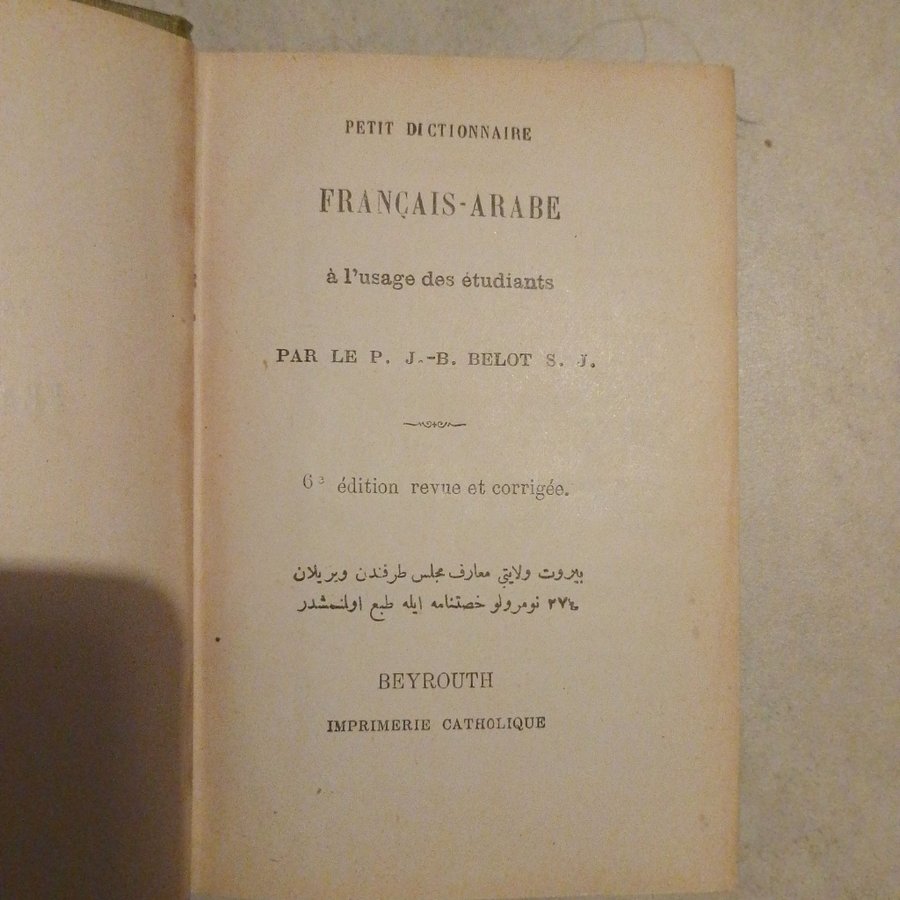 PETIT DICTIONNAIRE
FRANÇAIS-ARABE
à l'usage des étudiants
PAR LE P. J.-B. BELOT S. J.
6e édition revue et corrigée.
بيروت ولايتى معارف مجلس طرفندن ويريلان
٢٧٤ نومرولو خصتنامه ايله طبع اولنمشدر
BEYROUTH
IMPRIMERIE CATHOLIQUE